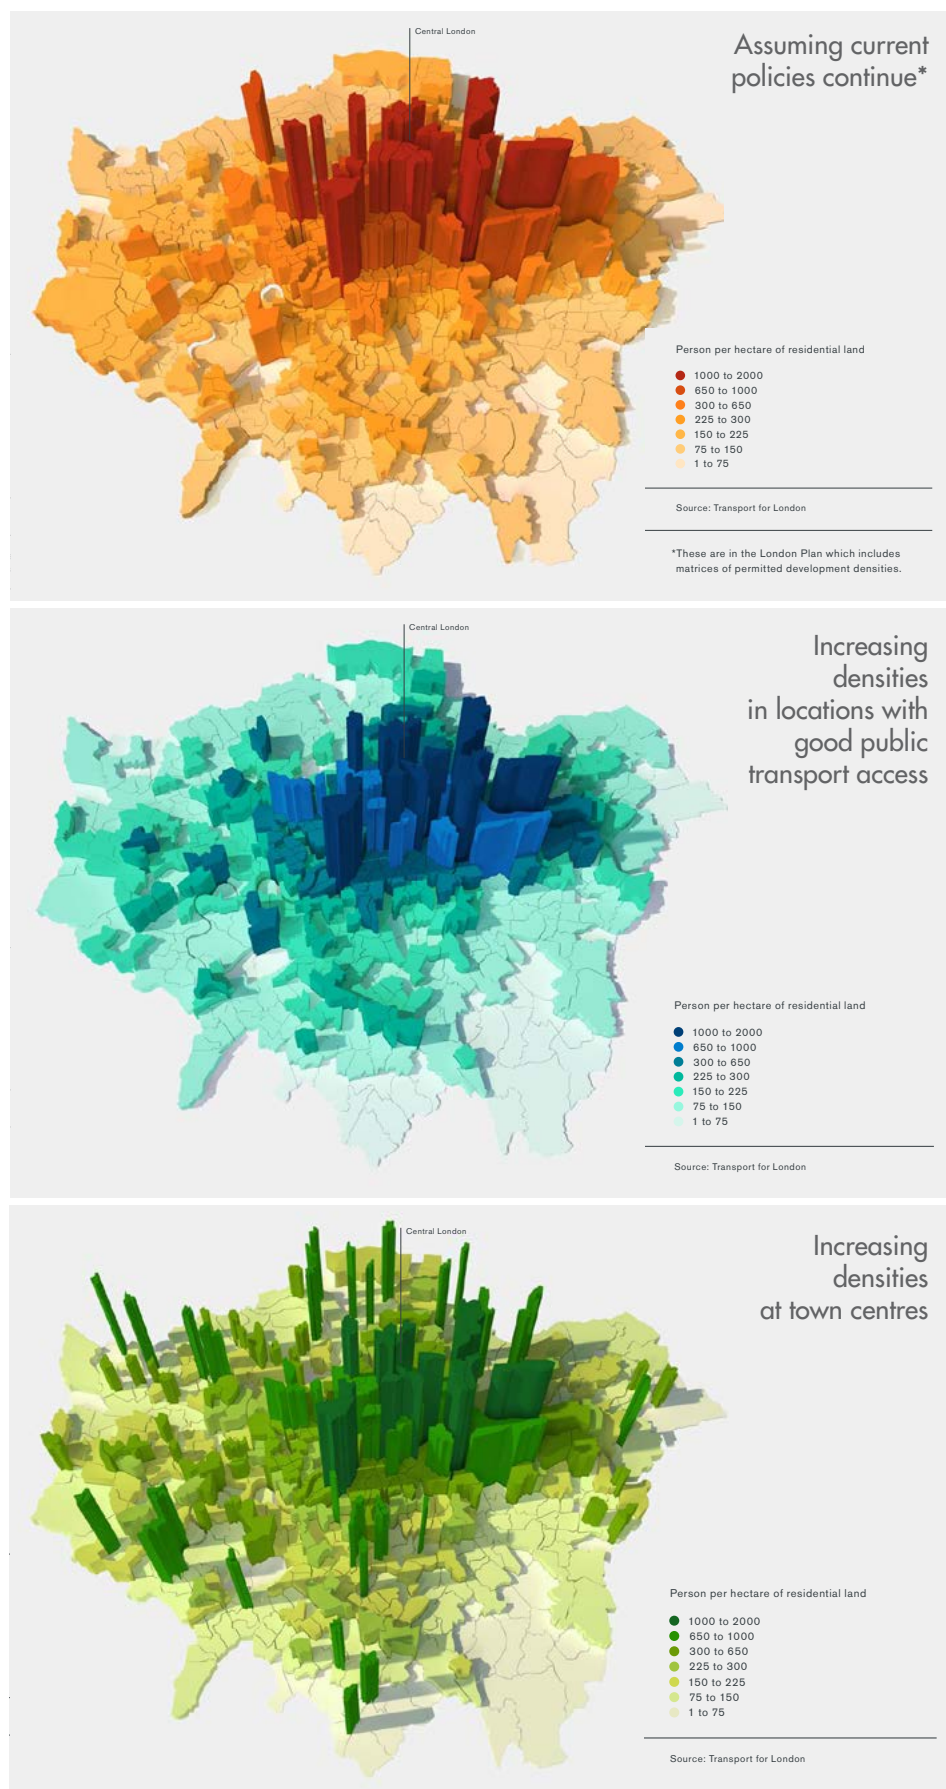 Central London
Assuming current
policies continue*
Person per hectare of residential land
1000 to 2000
650 to 1000
300 to 650
225 to 300
150 to 225
75 to 150
1 to 75
Source: Transport for London
*These are in the London Plan which includes
matrices of permitted development densities.
Central London
Increasing
densities
in locations with
good public
transport access
Person per hectare of residential land
1000 to 2000
650 to 1000
300 to 650
225 to 300
150 to 225
75 to 150
1 to 75
Source: Transport for London
Central London
Increasing
densities
at town centres
Person per hectare of residential land
1000 to 2000
650 to 1000
300 to 650
225 to 300
150 to 225
75 to 150
1 to 75
Source: Transport for London